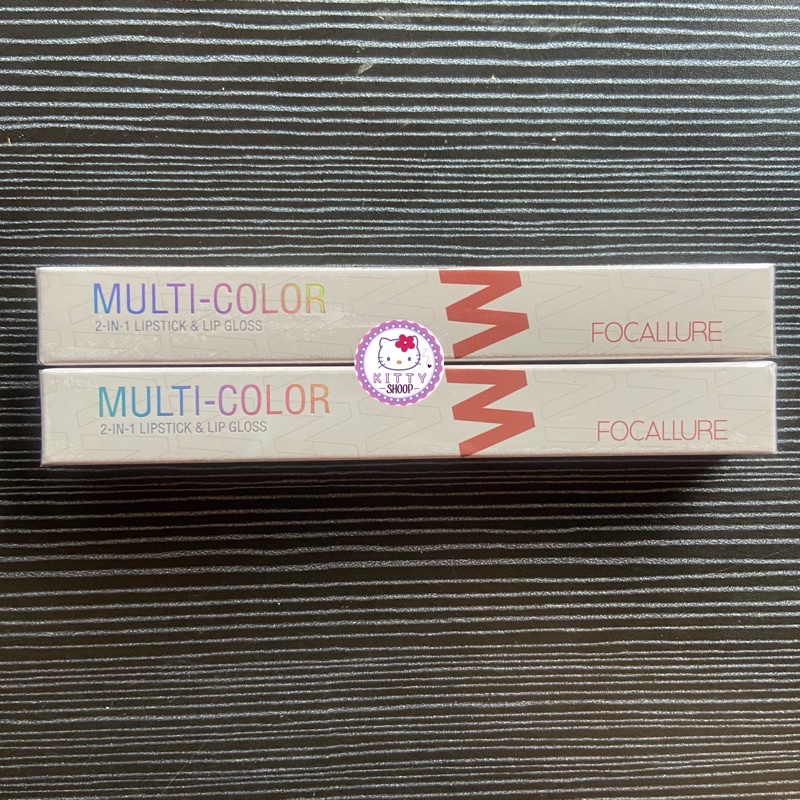 MULTI-COLOR
2-IN-1 LIPSTICK & LIP GLOSS
FOCALLURE
KITTY
SHOOP
MULTI-COLOR
2-IN-1 LIPSTICK & LIP GLOSS
FOCALLURE